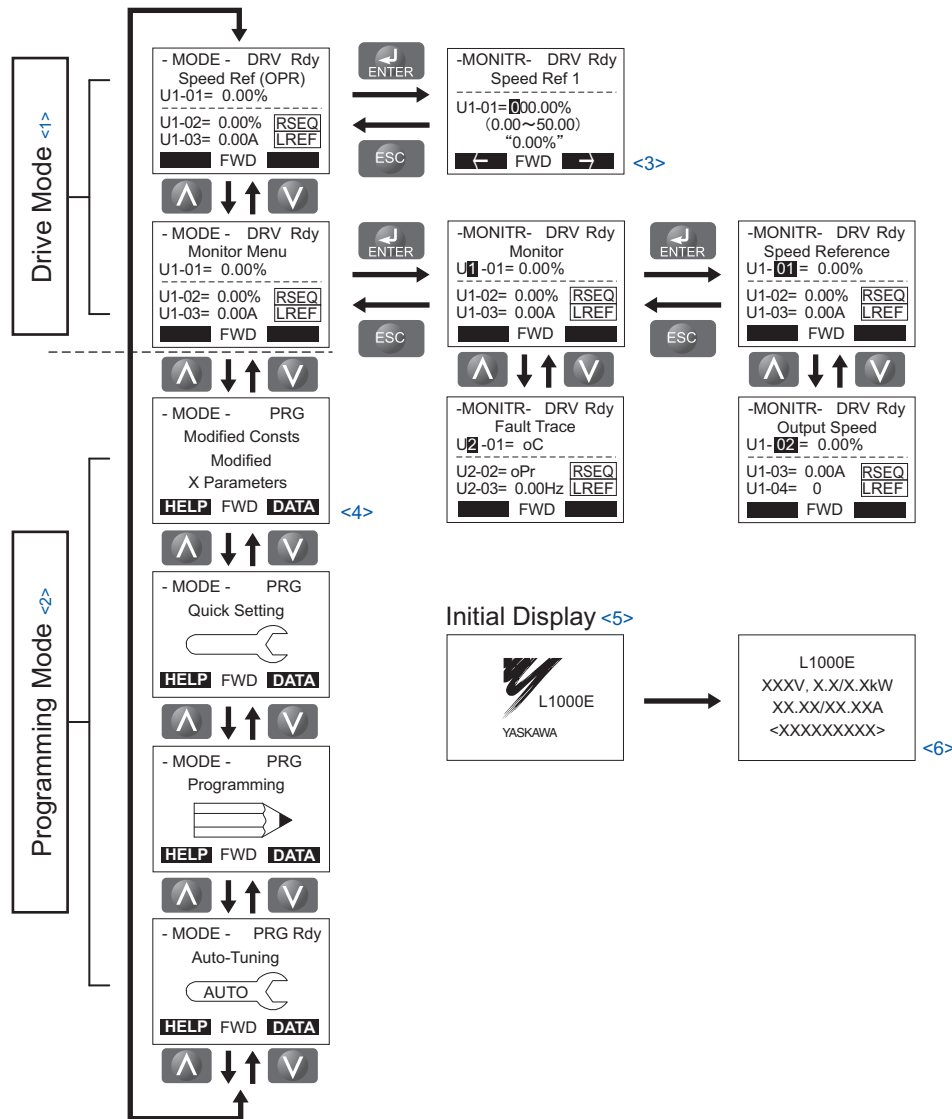 Drive Mode <1>
- MODE - DRV Rdy
Speed Ref (OPR)
U1-01= 0.00%
U1-02= 0.00% RSEQ
U1-03= 0.00A LREF
FWD
ENTER
ESC
-MONITR- DRV Rdy
Speed Ref 1
U1-01= 000.00%
(0.00～50.00)
“0.00%”
← FWD →
<3>
- MODE - DRV Rdy
Monitor Menu
U1-01= 0.00%
U1-02= 0.00% RSEQ
U1-03= 0.00A LREF
FWD
ENTER
ESC
-MONITR- DRV Rdy
Monitor
U1 -01= 0.00%
U1-02= 0.00% RSEQ
U1-03= 0.00A LREF
FWD
ENTER
ESC
-MONITR- DRV Rdy
Speed Reference
U1- 01 = 0.00%
U1-02= 0.00% RSEQ
U1-03= 0.00A LREF
FWD
-MONITR- DRV Rdy
Fault Trace
U2 -01= oC
U2-02= oPr RSEQ
U2-03= 0.00Hz LREF
FWD
-MONITR- DRV Rdy
Output Speed
U1- 02 = 0.00%
U1-03= 0.00A RSEQ
U1-04= 0 LREF
FWD
Programming Mode <2>
- MODE - PRG
Modified Consts
Modified
X Parameters
HELP FWD DATA
<4>
- MODE - PRG
Quick Setting
HELP FWD DATA
- MODE - PRG
Programming
HELP FWD DATA
- MODE - PRG Rdy
Auto-Tuning
AUTO
HELP FWD DATA
Initial Display <5>
L1000E
YASKAWA
L1000E
XXXV, X.X/X.XkW
XX.XX/XX.XXA
<XXXXXXXXX>
<6>